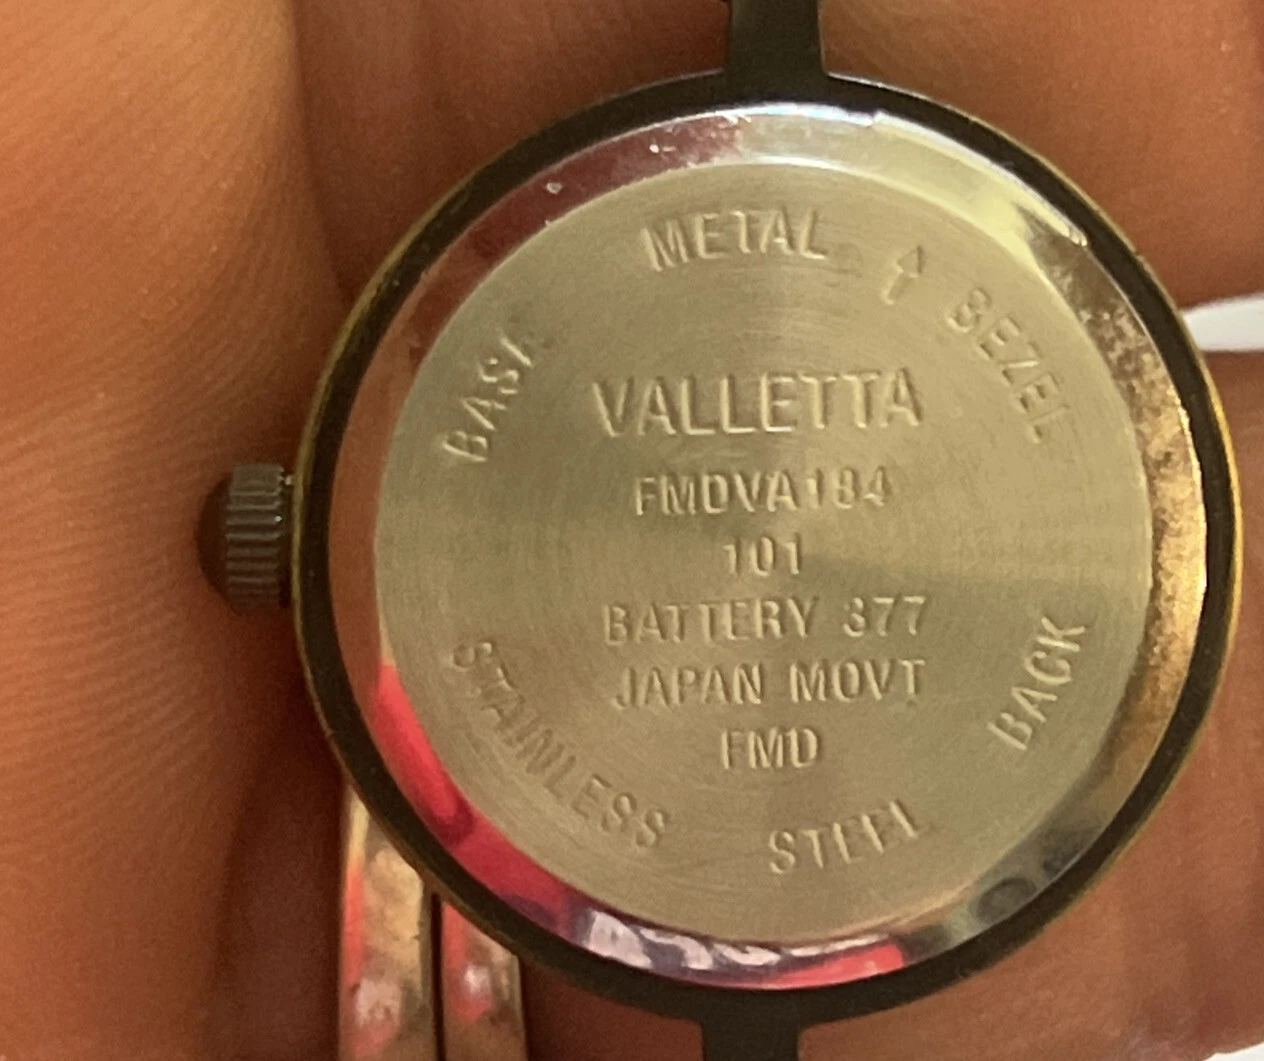 BASE METAL ↑ BEZEL
VALLETTA
FMDVA184
101
BATTERY 377
JAPAN MOVT
FMD
STAINLESS STEEL BACK